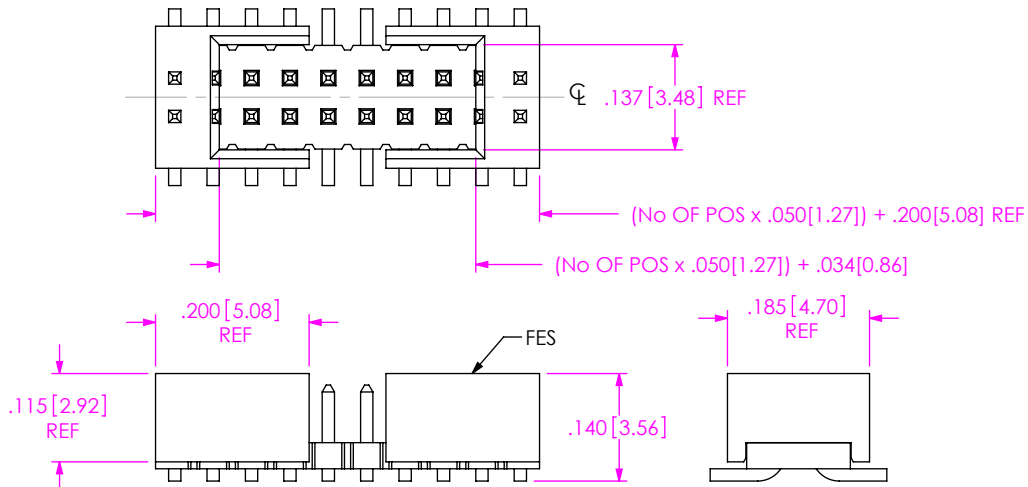 ℄ .137[3.48] REF
(No OF POS x .050[1.27]) + .200[5.08] REF
(No OF POS x .050[1.27]) + .034[0.86]
.200[5.08]
REF
.185[4.70]
REF
FES
.115[2.92]
REF
.140[3.56]